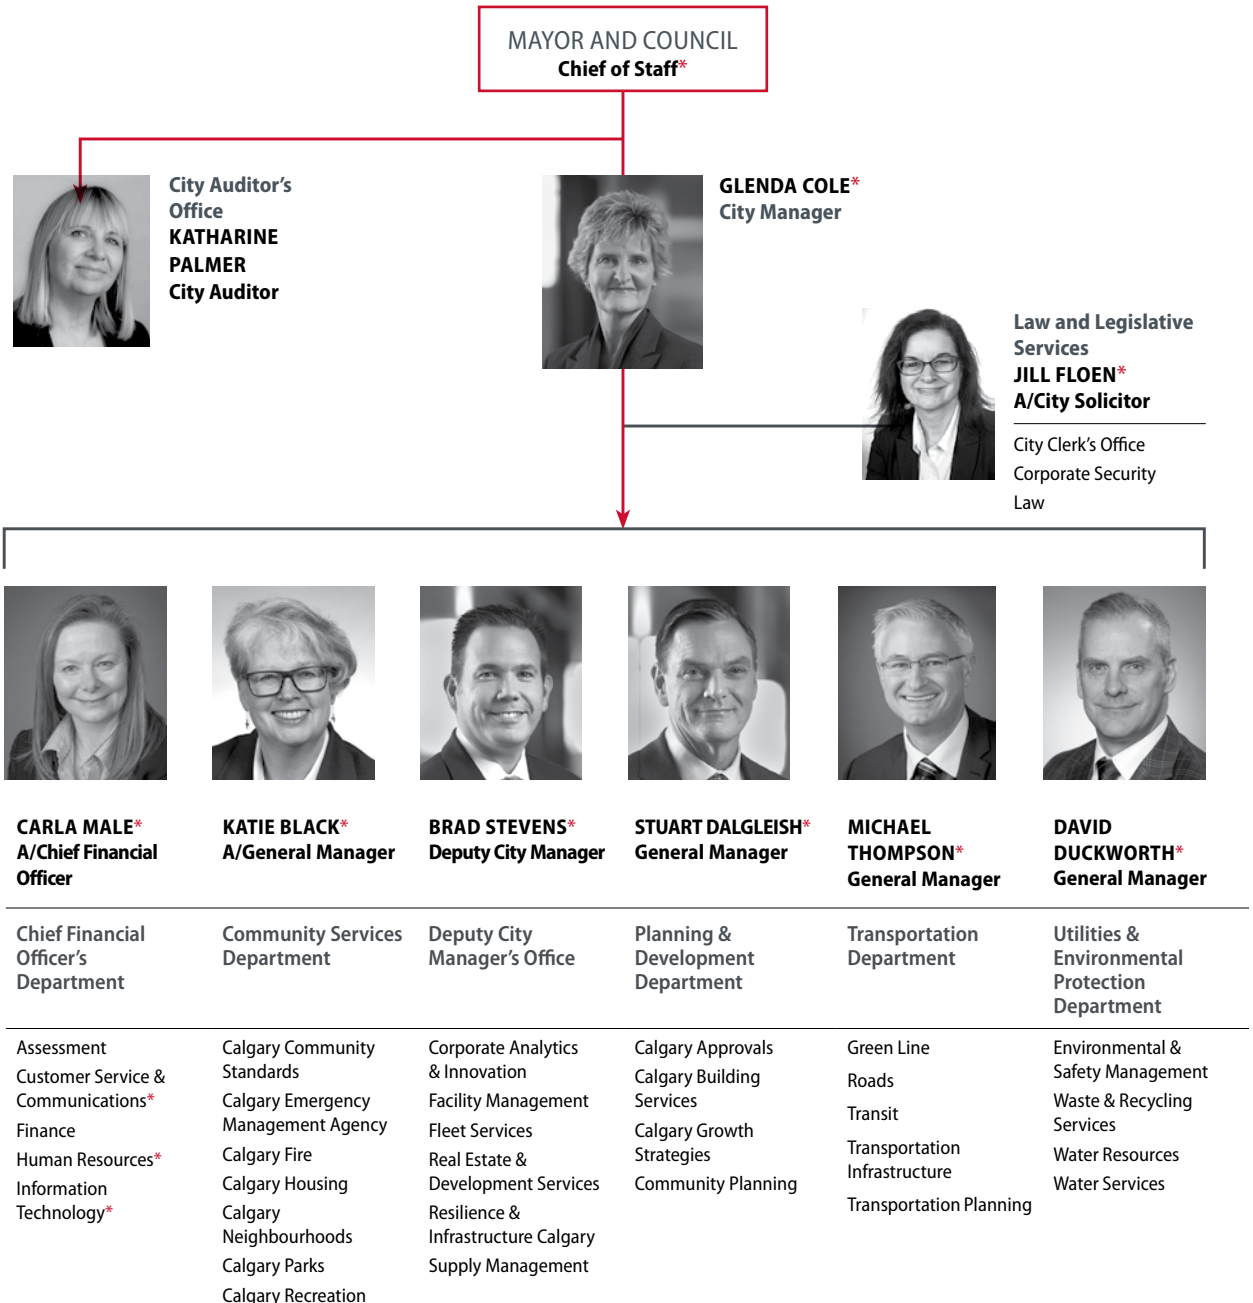 MAYOR AND COUNCIL
Chief of Staff*
City Auditor's
Office
KATHARINE
PALMER
City Auditor
GLENDA COLE*
City Manager
Law and Legislative
Services
JILL FLOEN*
A/City Solicitor
City Clerk's Office
Corporate Security
Law
CARLA MALE*
A/Chief Financial
Officer
KATIE BLACK*
A/General Manager
BRAD STEVENS*
Deputy City Manager
STUART DALGLEISH*
General Manager
MICHAEL
THOMPSON*
General Manager
DAVID
DUCKWORTH*
General Manager
Chief Financial
Officer's
Department
Community Services
Department
Deputy City
Manager's Office
Planning &
Development
Department
Transportation
Department
Utilities &
Environmental
Protection
Department
Assessment
Customer Service &
Communications*
Finance
Human Resources*
Information
Technology*
Calgary Community
Standards
Calgary Emergency
Management Agency
Calgary Fire
Calgary Housing
Calgary
Neighbourhoods
Calgary Parks
Calgary Recreation
Corporate Analytics
& Innovation
Facility Management
Fleet Services
Real Estate &
Development Services
Resilience &
Infrastructure Calgary
Supply Management
Calgary Approvals
Calgary Building
Services
Calgary Growth
Strategies
Community Planning
Green Line
Roads
Transit
Transportation
Infrastructure
Transportation Planning
Environmental &
Safety Management
Waste & Recycling
Services
Water Resources
Water Services